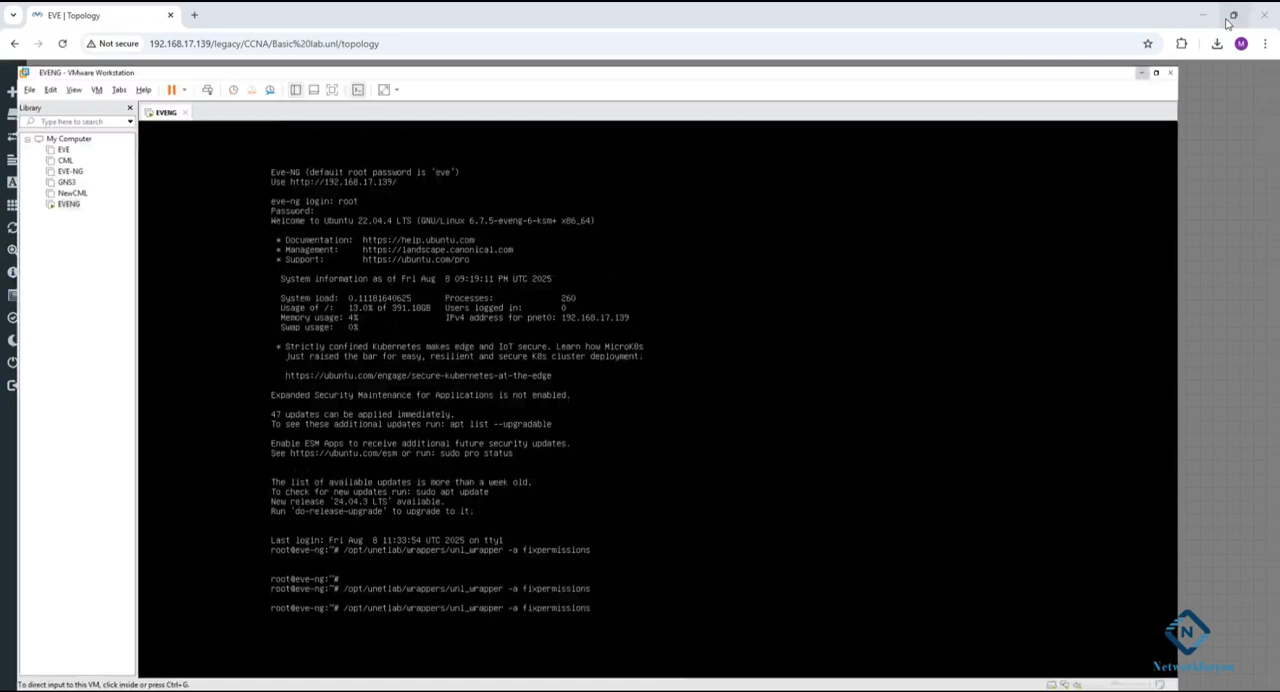 EVE | Topology
Not secure
192.168.17.139/legacy/CCNA/Basic%20lab.unl/topology
M
EVENG - VMware Workstation
File Edit View VM Tabs Help
Library
EVENG
Type here to search
My Computer
EVE
CML
EVE-NG
GNS3
NewCML
EVENG
Eve-NG (default root password is 'eve')
Use http://192.168.17.139/
eve-ng login: root
Password:
Welcome to Ubuntu 22.04.4 LTS (GNU/Linux 6.7.5-eveng-6-ksm+ x86_64)
* Documentation: https://help.ubuntu.com
* Management: https://landscape.canonical.com
* Support: https://ubuntu.com/pro
System information as of Fri Aug 8 09:19:11 PM UTC 2025
System load: 0.11181640625 Processes: 260
Usage of /: 13.0% of 391.18GB Users logged in: 0
Memory usage: 4% IPv4 address for pnet0: 192.168.17.139
Swap usage: 0%
* Strictly confined Kubernetes makes edge and IoT secure. Learn how MicroK8s
just raised the bar for easy, resilient and secure K8s cluster deployment.
https://ubuntu.com/engage/secure-kubernetes-at-the-edge
Expanded Security Maintenance for Applications is not enabled.
47 updates can be applied immediately.
To see these additional updates run: apt list --upgradable
Enable ESM Apps to receive additional future security updates.
See https://ubuntu.com/esm or run: sudo pro status
The list of available updates is more than a week old.
To check for new updates run: sudo apt update
New release '24.04.3 LTS' available.
Run 'do-release-upgrade' to upgrade to it.
Last login: Fri Aug 8 11:33:54 UTC 2025 on tty1
root@eve-ng:~# /opt/unetlab/wrappers/unl_wrapper -a fixpermissions
root@eve-ng:~#
root@eve-ng:~# /opt/unetlab/wrappers/unl_wrapper -a fixpermissions
root@eve-ng:~# /opt/unetlab/wrappers/unl_wrapper -a fixpermissions
N
To direct input to this VM, click inside or press Ctrl+G.